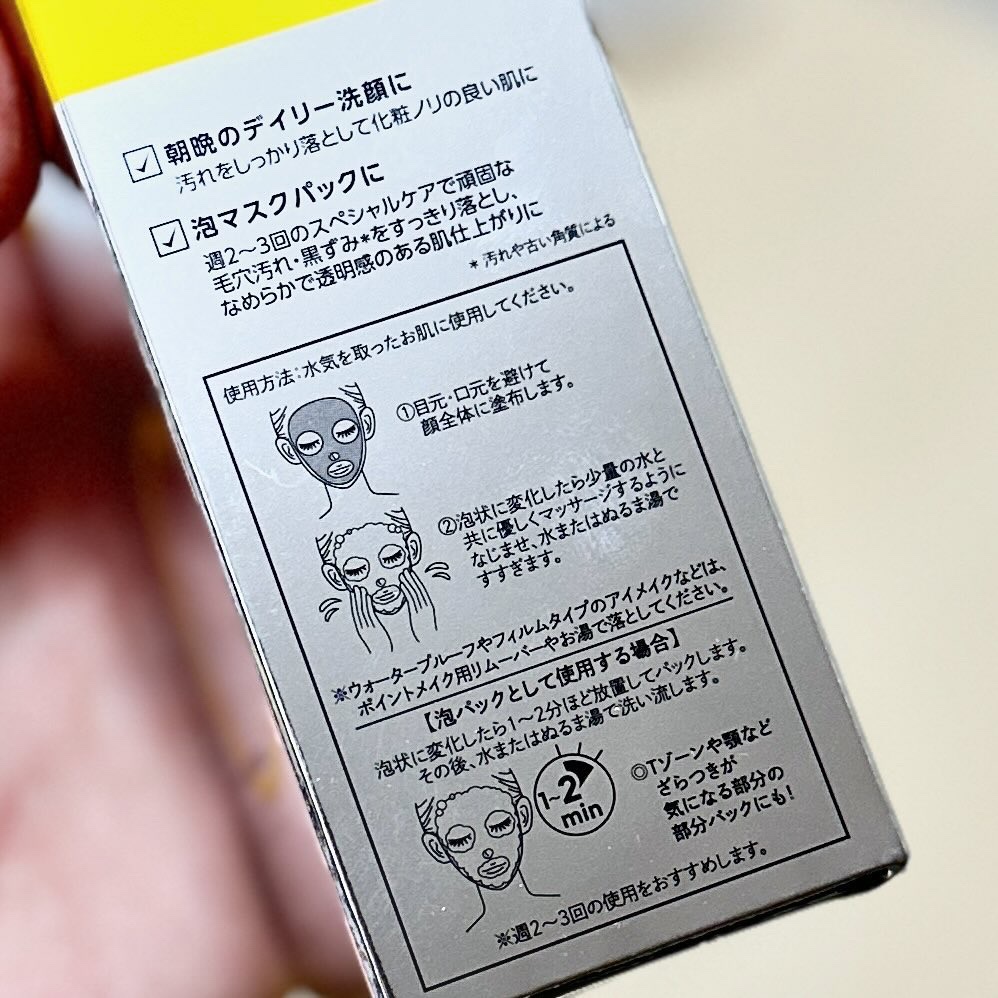 朝晩のデイリー洗顔に
汚れをしっかり落として化粧ノリの良い肌に
泡マスクパックに
週2〜3回のスペシャルケアで頑固な
毛穴汚れ・黒ずみ*をすっきり落とし、
なめらかで透明感のある肌仕上がりに
*汚れや古い角質による
使用方法:水気を取ったお肌に使用してください。
①目元・口元を避けて
顔全体に塗布します。
②泡状に変化したら少量の水と
共に優しくマッサージするように
なじませ、水またはぬるま湯で
すすぎます。
※ウォータープルーフやフィルムタイプのアイメイクなどは、
ポイントメイク用リムーバーやお湯で落としてください。
【泡パックとして使用する場合】
泡状に変化したら1〜2分ほど放置してパックします。
その後、水またはぬるま湯で洗い流します。
1~2
min
◎Tゾーンや顎など
ざらつきが
気になる部分の
部分パックにも!
※週2〜3回の使用をおすすめします。